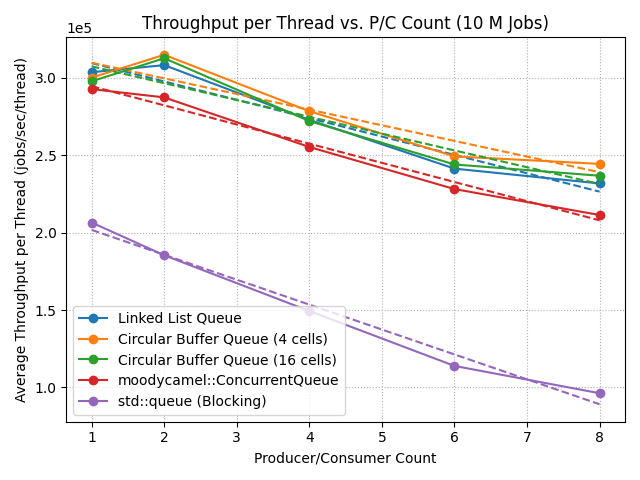 Throughput per Thread vs. P/C Count (10 M Jobs)
1e5
3.0
2.5
2.0
1.5
1.0
Average Throughput per Thread (jobs/sec/thread)
Linked List Queue
Circular Buffer Queue (4 cells)
Circular Buffer Queue (16 cells)
moodycamel::ConcurrentQueue
std::queue (Blocking)
1 2 3 4 5 6 7 8
Producer/Consumer Count